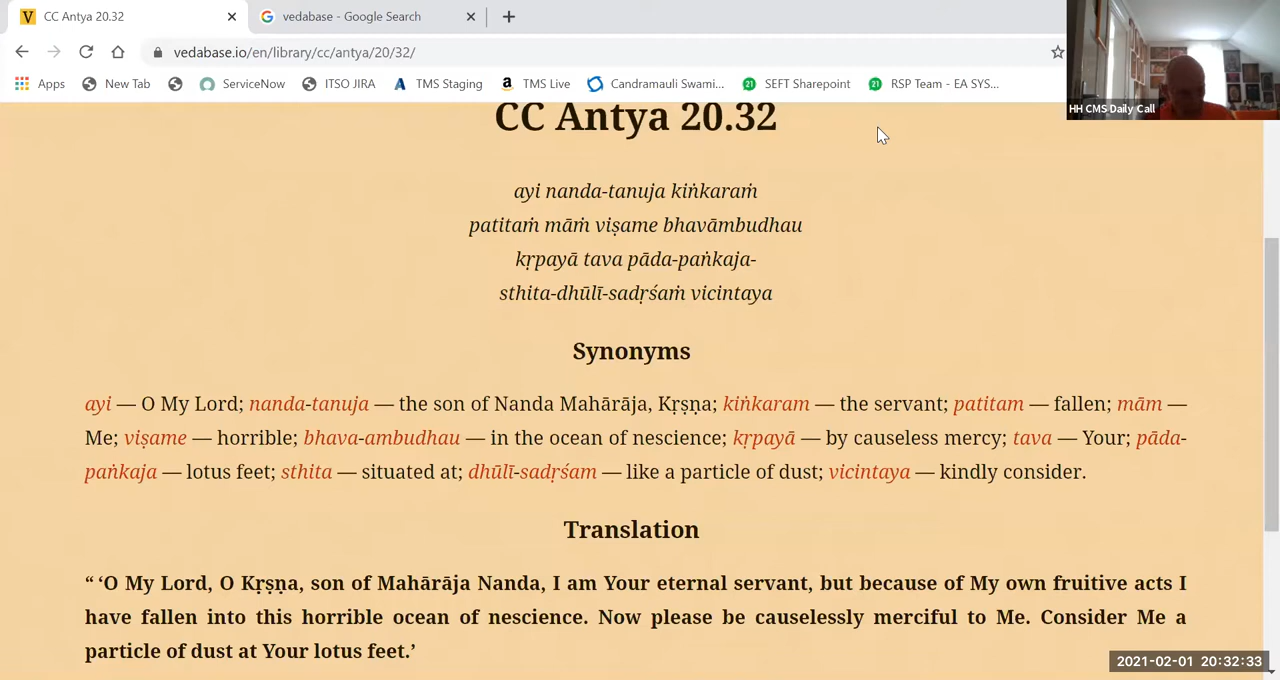 CC Antya 20.32
vedabase - Google Search
vedabase.io/en/library/cc/antya/20/32/
Apps
New Tab
ServiceNow
ITSO JIRA
TMS Staging
TMS Live
Candramauli Swami...
SEFT Sharepoint
RSP Team - EA SYS...
HH CMS Daily Call
CC Antya 20.32
ayi nanda-tanuja kiṅkaraṁ
patitaṁ māṁ viṣame bhavāmbudhau
kṛpayā tava pāda-paṅkaja-
sthita-dhūlī-sadṛśaṁ vicintaya
Synonyms
ayi — O My Lord; nanda-tanuja — the son of Nanda Mahārāja, Kṛṣṇa; kiṅkaram — the servant; patitam — fallen; mām —
Me; viṣame — horrible; bhava-ambudhau — in the ocean of nescience; kṛpayā — by causeless mercy; tava — Your; pāda-
paṅkaja — lotus feet; sthita — situated at; dhūlī-sadṛśam — like a particle of dust; vicintaya — kindly consider.
Translation
“ ‘O My Lord, O Kṛṣṇa, son of Mahārāja Nanda, I am Your eternal servant, but because of My own fruitive acts I
have fallen into this horrible ocean of nescience. Now please be causelessly merciful to Me. Consider Me a
particle of dust at Your lotus feet.’
2021-02-01 20:32:33